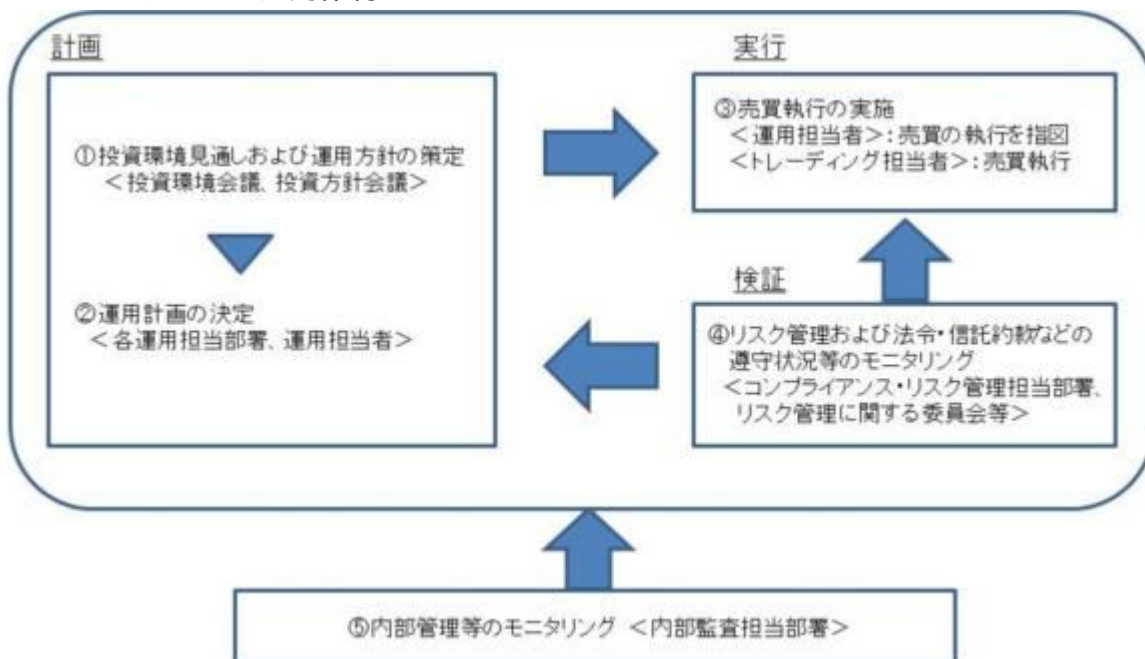 計画
①投資環境見通しおよび運用方針の策定
＜投資環境会議、投資方針会議＞
②運用計画の決定
＜各運用担当部署、運用担当者＞
実行
③売買執行の実施
＜運用担当者＞：売買の執行を指図
＜トレーディング担当者＞：売買執行
検証
④リスク管理および法令・信託約款などの
遵守状況等のモニタリング
＜コンプライアンス・リスク管理担当部署、
リスク管理に関する委員会等＞
⑤内部管理等のモニタリング ＜内部監査担当部署＞